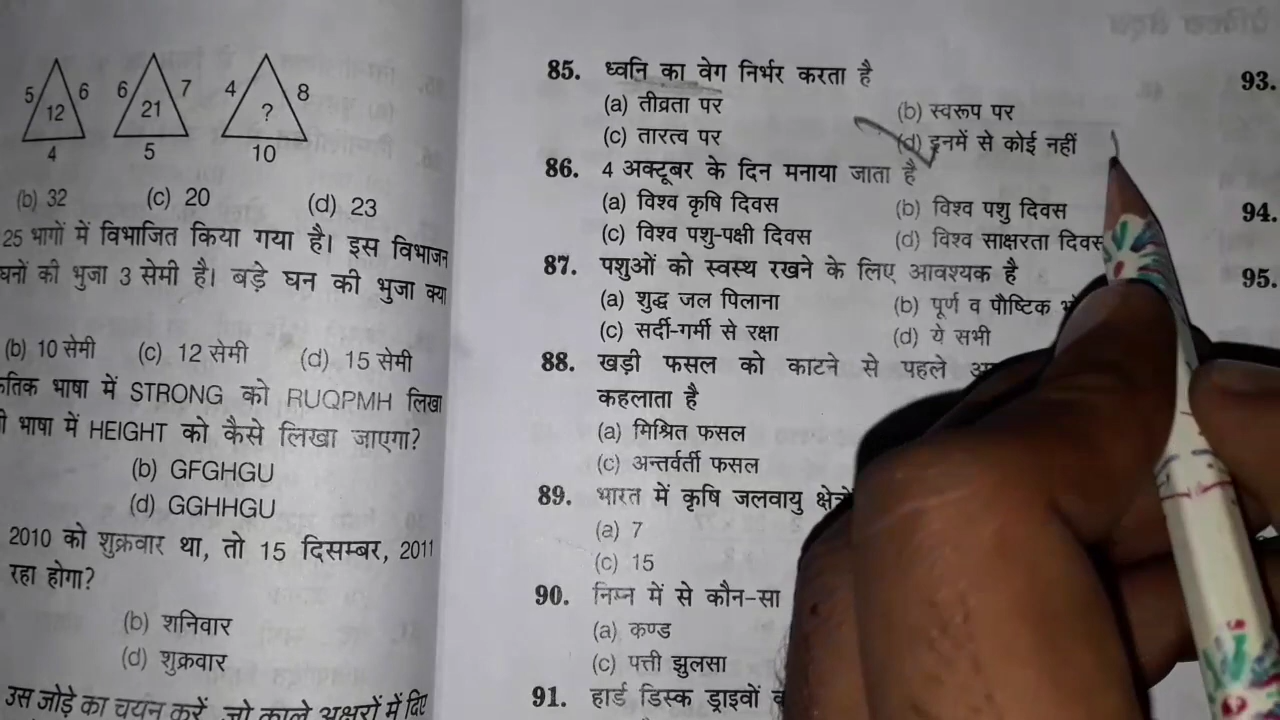 5 6 6 7 4 8
12 21 ?
4 5 10
(b) 32 (c) 20 (d) 23
25 भागों में विभाजित किया गया है। इस विभाजन
घनों की भुजा 3 सेमी है। बड़े घन की भुजा क्या
(b) 10 सेमी (c) 12 सेमी (d) 15 सेमी
भाषा में STRONG को RUQPMH लिखा
भाषा में HEIGHT को कैसे लिखा जाएगा?
(b) GFGHGU
(d) GGHHGU
2010 को शुक्रवार था, तो 15 दिसम्बर, 2011
रहा होगा?
(b) शनिवार
(d) शुक्रवार
उस जोड़े का चयन करें, जो काले अक्षरों में दिए
85. ध्वनि का वेग निर्भर करता है
(a) तीव्रता पर (b) स्वरूप पर
(c) तारत्व पर (d) इनमें से कोई नहीं
86. 4 अक्टूबर के दिन मनाया जाता है
(a) विश्व कृषि दिवस (b) विश्व पशु दिवस
(c) विश्व पशु-पक्षी दिवस (d) विश्व साक्षरता दिवस
87. पशुओं को स्वस्थ रखने के लिए आवश्यक है
(a) शुद्ध जल पिलाना (b) पूर्ण व पौष्टिक
(c) सर्दी-गर्मी से रक्षा (d) ये सभी
88. खड़ी फसल को काटने से पहले
कहलाता है
(a) मिश्रित फसल
(c) अन्तर्वर्ती फसल
89. भारत में कृषि जलवायु
(a) 7
(c) 15
90. निम्न में से कौन-सा
(a) कण्ड
(c) पत्ती झुलसा
91. हार्ड डिस्क ड्राइवों
93.
94.
95.